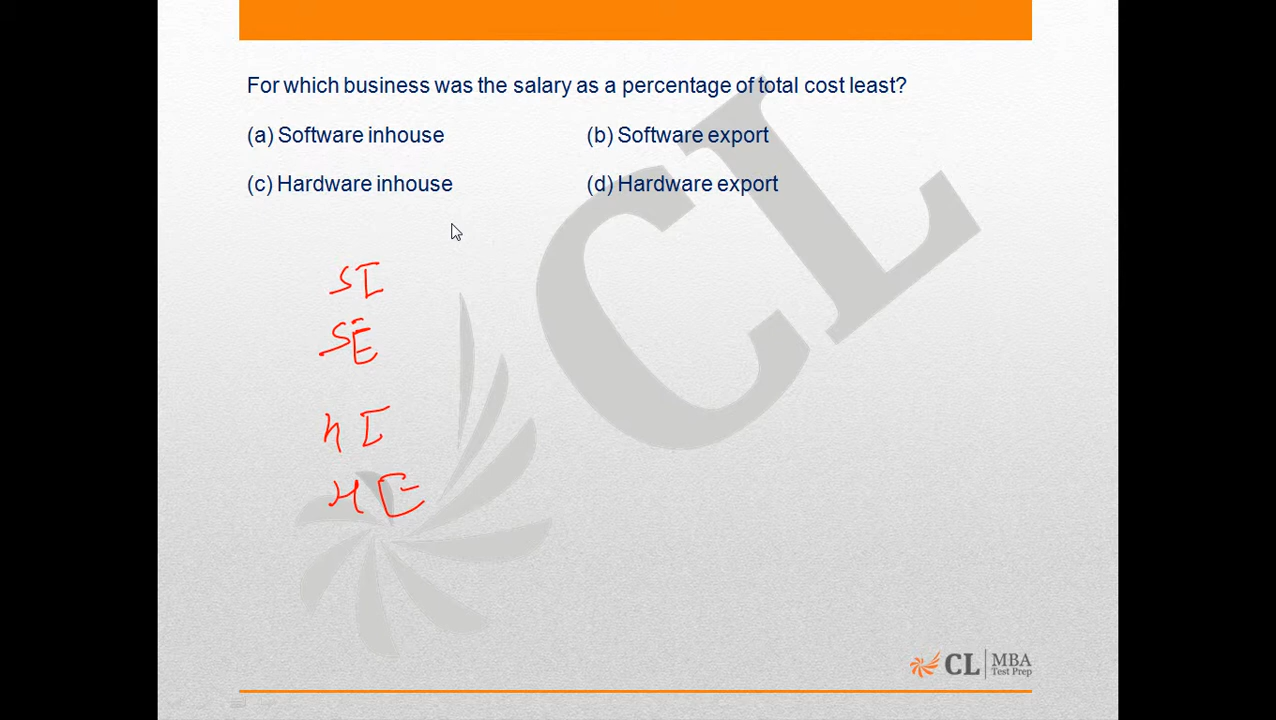 For which business was the salary as a percentage of total cost least?
(a) Software inhouse (b) Software export
(c) Hardware inhouse (d) Hardware export
SI
SE
HI
HE
CL
CL MBA Test Prep